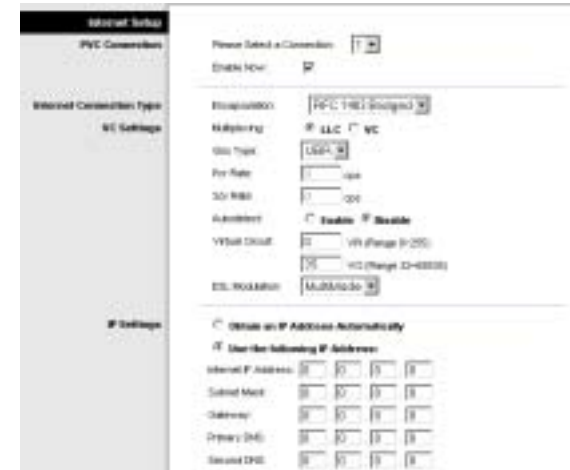 Internet Setup
PVC Connection
Please Select a Connection: 1
Enable Now:
Internet Connection Type
Encapsulation: RFC 1483 Bridged
VC Settings
Multiplexing: LLC VC
Qos Type: UBR
Pcr Rate: 0 cps
Scr Rate: 0 cps
Autodetect: Enable Disable
Virtual Circuit: 0 VPI (Range 0~255)
35 VCI (Range 32~65535)
DSL Modulation: MultiMode
IP Settings
Obtain an IP Address Automatically
Use the following IP Address:
Internet IP Address: 0 0 0 0
Subnet Mask: 0 0 0 0
Gateway: 0 0 0 0
Primary DNS: 0 0 0 0
Second DNS: 0 0 0 0